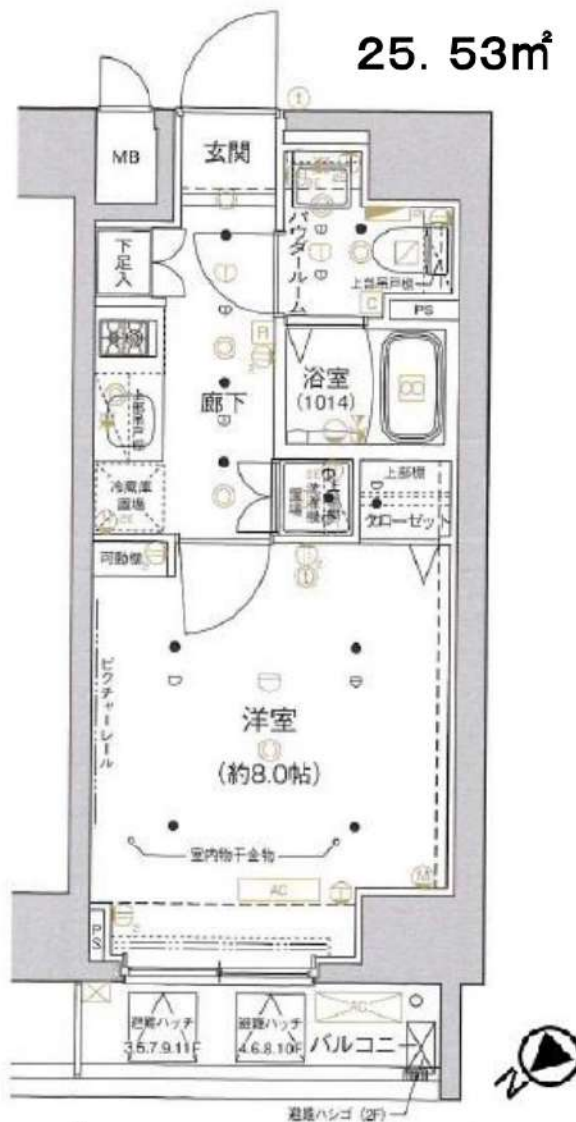 25. 53㎡
MB
玄関
下足入
パウダールーム
上部吊戸棚
PS
C
R
浴室
(1014)
廊下
上部吊戸棚
冷蔵庫
置場
洗濯機
置場
上部棚
クローゼット
可動棚
ピクチャーレール
洋室
(約8.0帖)
室内物干金物
AC
M
PS
避難ハッチ
3.5.7.9.11F
避難ハッチ
4.6.8.10F
AC
バルコニー
避難ハシゴ (2F)
N